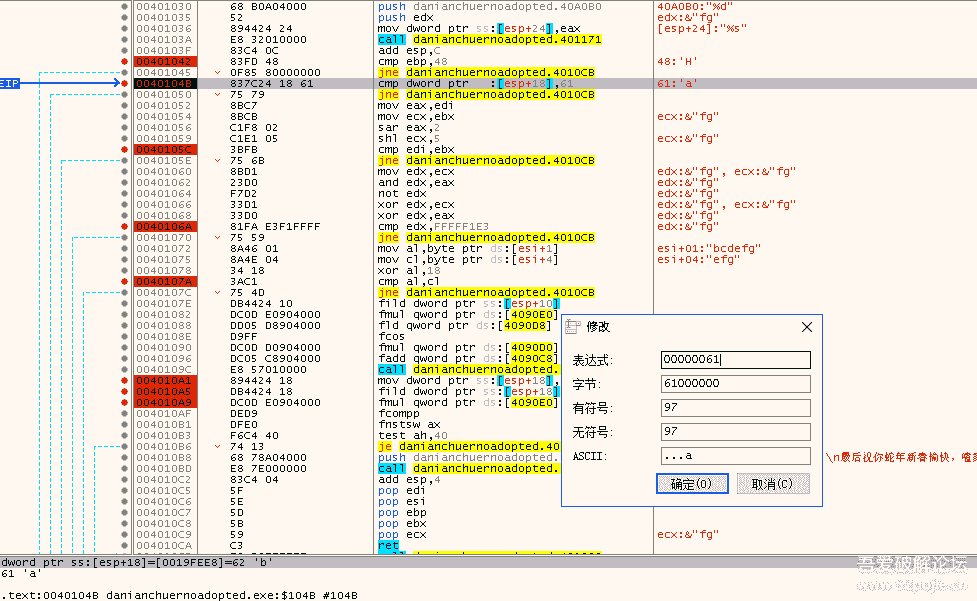 00401030 68 B0A04000 push danianchuernoadopted.40A0B0 40A0B0:"%d"
00401035 52 push edx edx:&"fg"
00401036 894424 24 mov dword ptr ss:[esp+24],eax [esp+24]:"%s"
0040103A E8 32010000 call danianchuernoadopted.401171
0040103F 83C4 0C add esp,C
00401042 83FD 48 cmp ebp,48 48:'H'
00401045 0F85 80000000 jne danianchuernoadopted.4010CB
EIP 0040104B 837C24 18 61 cmp dword ptr ss:[esp+18],61 61:'a'
00401050 75 79 jne danianchuernoadopted.4010CB
00401052 8BC7 mov eax,edi
00401054 8BCB mov ecx,ebx ecx:&"fg"
00401056 C1F8 02 sar eax,2
00401059 C1E1 05 shl ecx,5 ecx:&"fg"
0040105C 3BFB cmp edi,ebx
0040105E 75 6B jne danianchuernoadopted.4010CB
00401060 8BD1 mov edx,ecx edx:&"fg", ecx:&"fg"
00401062 23D0 and edx,eax edx:&"fg"
00401064 F7D2 not edx edx:&"fg"
00401066 33D1 xor edx,ecx edx:&"fg", ecx:&"fg"
00401068 33D0 xor edx,eax edx:&"fg"
0040106A 81FA E3F1FFFF cmp edx,FFFFF1E3 edx:&"fg"
00401070 75 59 jne danianchuernoadopted.4010CB
00401072 8A46 01 mov al,byte ptr ds:[esi+1] esi+01:"bcdefg"
00401075 8A4E 04 mov cl,byte ptr ds:[esi+4] esi+04:"efg"
00401078 34 18 xor al,18
0040107A 3AC1 cmp al,cl
0040107C 75 4D jne danianchuernoadopted.4010CB
0040107E DB4424 10 fild dword ptr ss:[esp+10]
00401082 DC0D E0904000 fmul qword ptr ds:[4090E0]
00401088 DD05 D8904000 fld qword ptr ds:[4090D8]
0040108E D9FF fcos
00401090 DC0D D0904000 fmul qword ptr ds:[4090D0]
00401096 DC05 C8904000 fadd qword ptr ds:[4090C8]
0040109C E8 57010000 call danianchuernoadopted.
004010A1 894424 18 mov dword ptr ss:[esp+18],
004010A5 DB4424 18 fild dword ptr ss:[esp+18]
004010A9 DC0D E0904000 fmul qword ptr ds:[4090E0]
004010AF DED9 fcompp
004010B1 DFE0 fnstsw ax
004010B3 F6C4 40 test ah,40
004010B6 74 13 je danianchuernoadopted.40
004010B8 68 78A04000 push danianchuernoadopted. \n最后祝你蛇年新春愉快，
004010BD E8 7E000000 call danianchuernoadopted.
004010C2 83C4 04 add esp,4
004010C5 5F pop edi
004010C6 5E pop esi
004010C7 5D pop ebp
004010C8 5B pop ebx
004010C9 59 pop ecx ecx:&"fg"
004010CA C3 ret
修改
表达式: 00000061
字节: 61000000
有符号: 97
无符号: 97
ASCII: ...a
确定(O) 取消(C)
dword ptr ss:[esp+18]=[0019FEE8]=62 'b'
61 'a'
.text:0040104B danianchuernoadopted.exe:$104B #104B
吾爱破解论坛
www.52pojie.cn